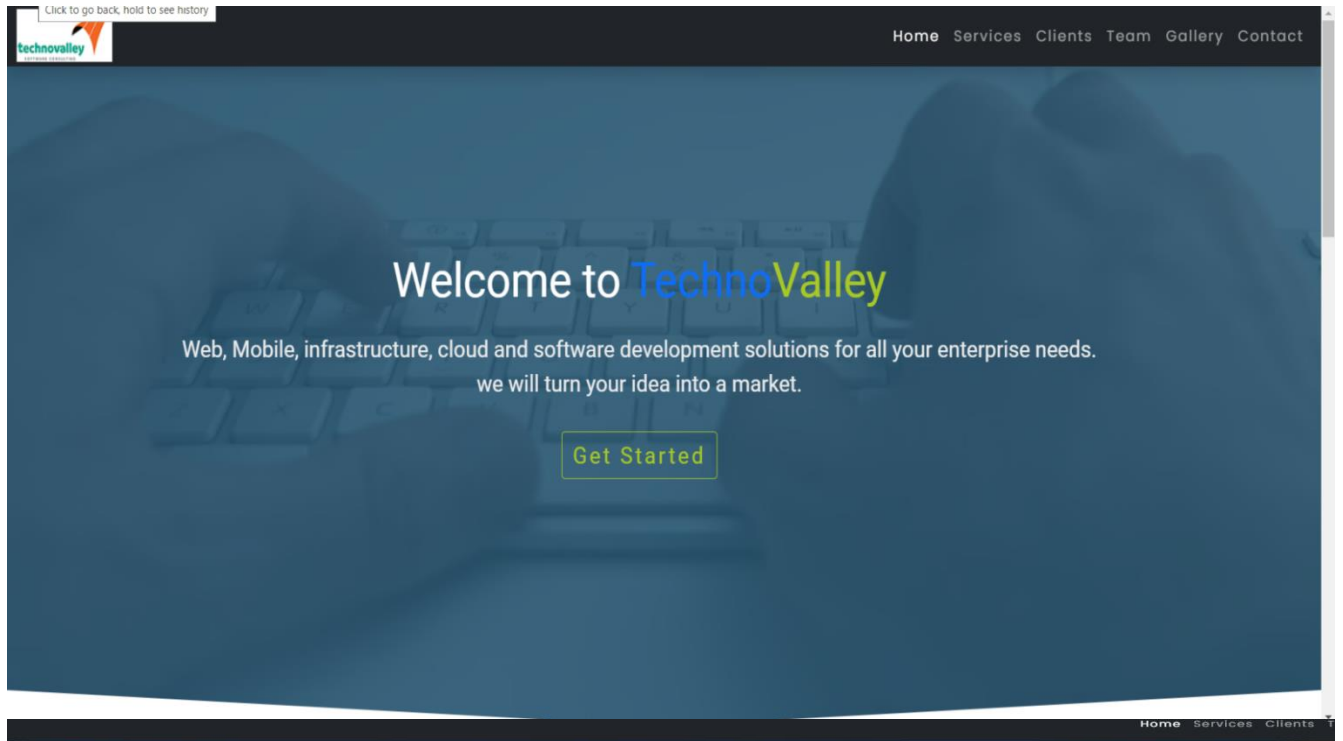 Click to go back, hold to see history
technovalley
SOFTWARE CONSULTING
Home Services Clients Team Gallery Contact
Welcome to TechnoValley
Web, Mobile, infrastructure, cloud and software development solutions for all your enterprise needs.
we will turn your idea into a market.
Get Started
Home Services Clients T